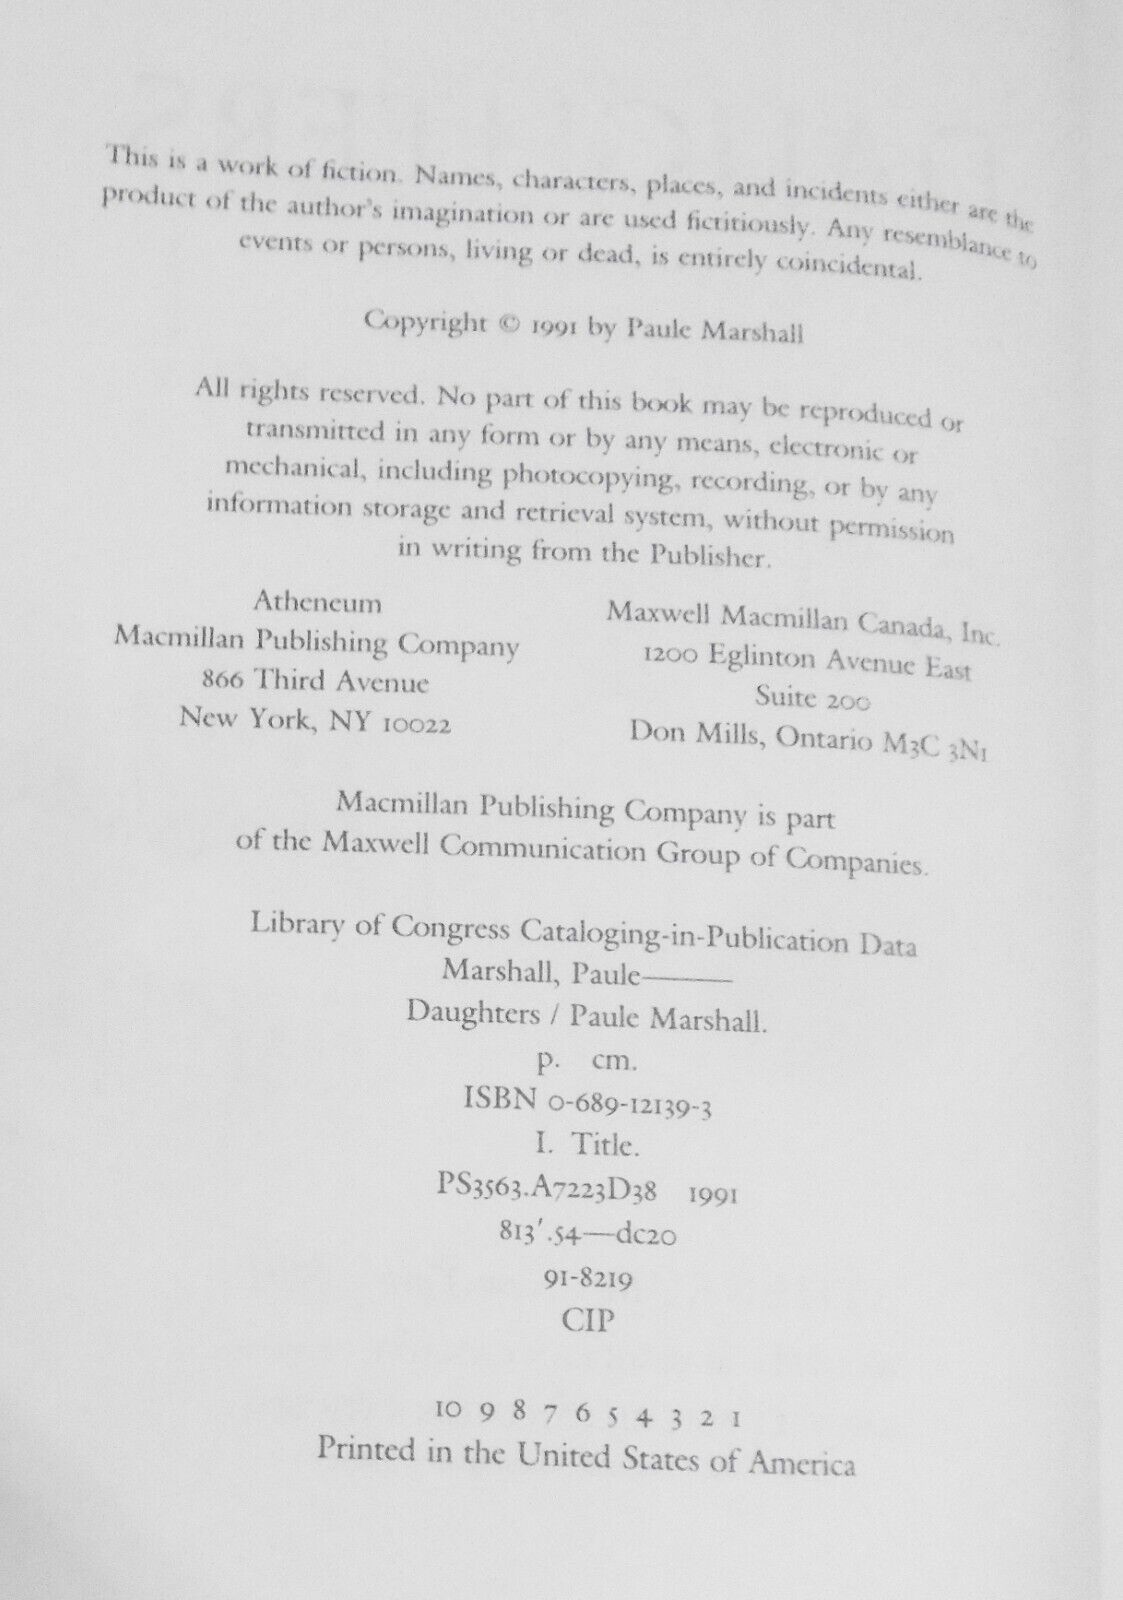 This is a work of fiction. Names, characters, places, and incidents either are the
product of the author's imagination or are used fictitiously. Any resemblance to
events or persons, living or dead, is entirely coincidental.
Copyright © 1991 by Paule Marshall
All rights reserved. No part of this book may be reproduced or
transmitted in any form or by any means, electronic or
mechanical, including photocopying, recording, or by any
information storage and retrieval system, without permission
in writing from the Publisher.
Atheneum
Macmillan Publishing Company
866 Third Avenue
New York, NY 10022
Maxwell Macmillan Canada, Inc.
1200 Eglinton Avenue East
Suite 200
Don Mills, Ontario M3C 3N1
Macmillan Publishing Company is part
of the Maxwell Communication Group of Companies.
Library of Congress Cataloging-in-Publication Data
Marshall, Paule———
Daughters / Paule Marshall.
p. cm.
ISBN 0-689-12139-3
I. Title.
PS3563.A7223D38 1991
813′.54—dc20
91-8219
CIP
10 9 8 7 6 5 4 3 2 1
Printed in the United States of America